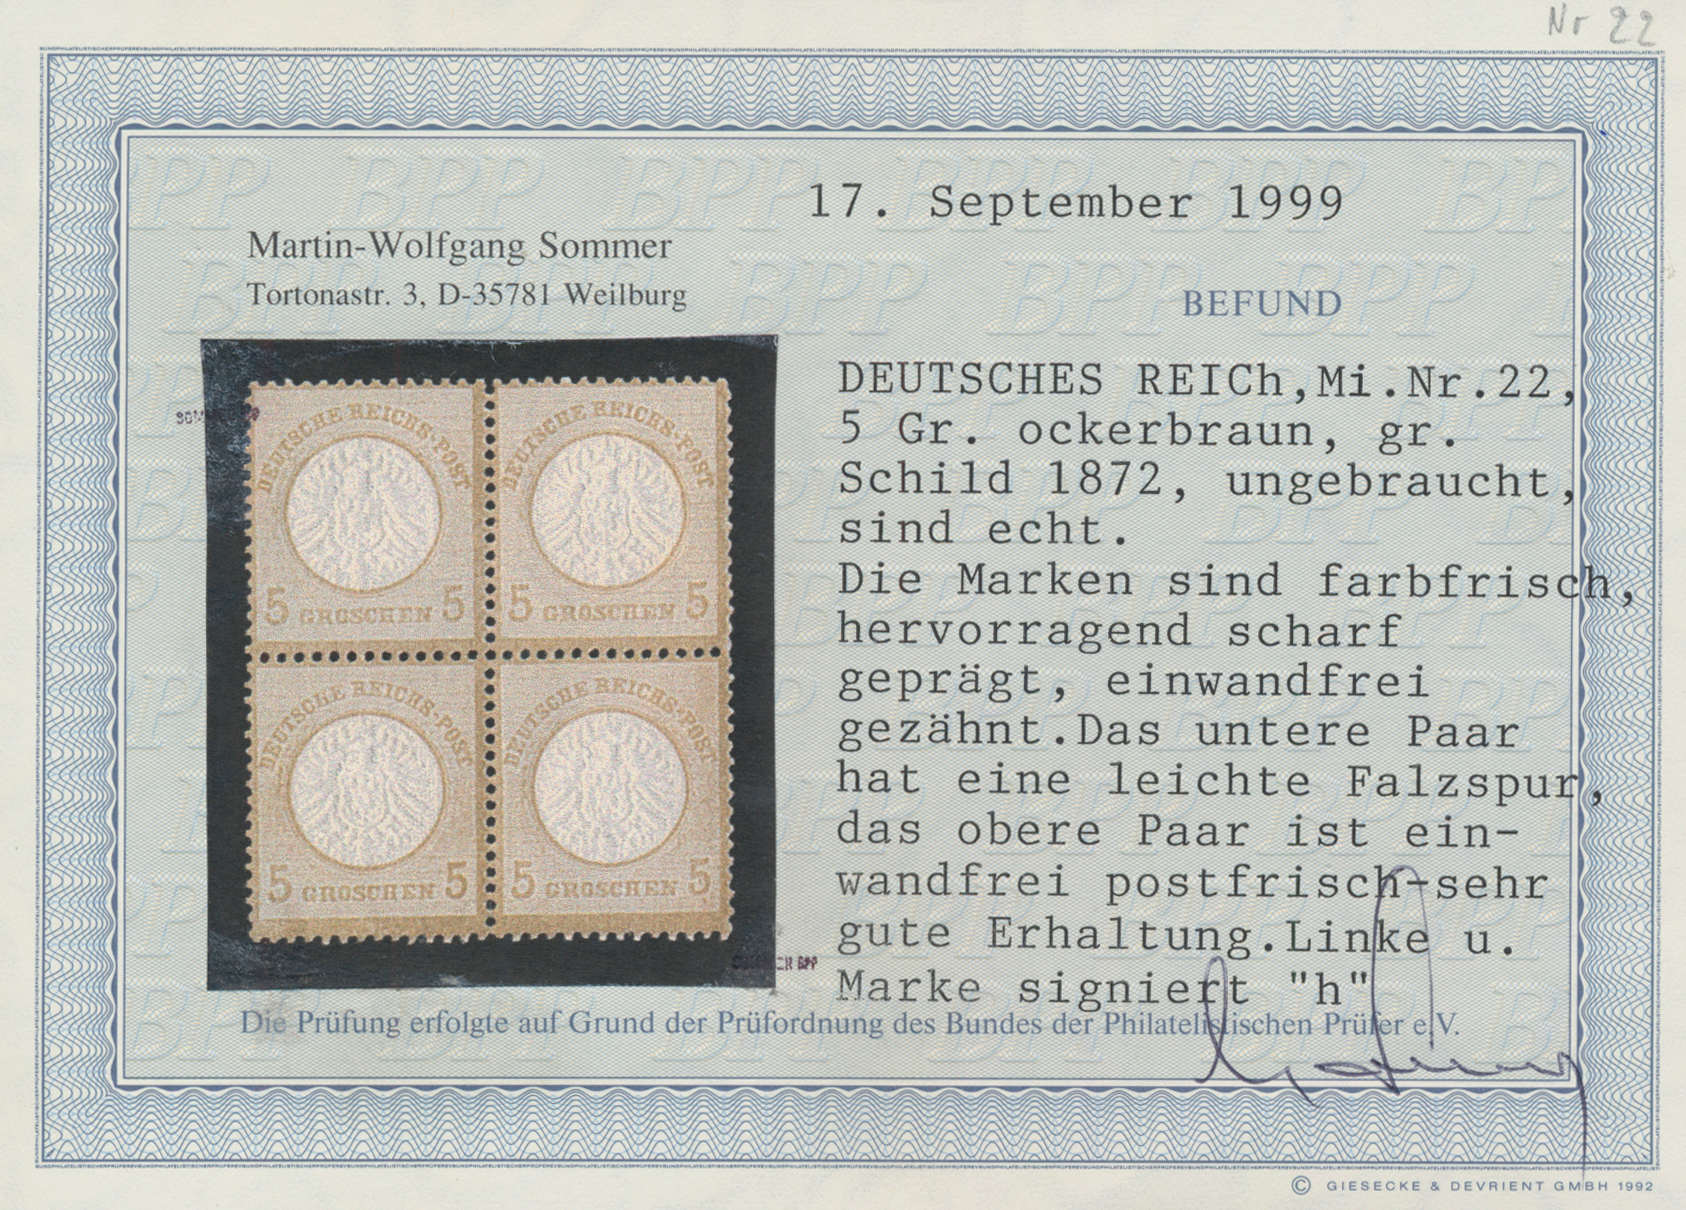 Nr 22
17. September 1999
Martin-Wolfgang Sommer
Tortonastr. 3, D-35781 Weilburg
BEFUND
DEUTSCHES REICh,Mi.Nr.22,
5 Gr. ockerbraun, gr.
Schild 1872, ungebraucht,
sind echt.
Die Marken sind farbfrisch,
hervorragend scharf
geprägt, einwandfrei
gezähnt.Das untere Paar
hat eine leichte Falzspur,
das obere Paar ist ein-
wandfrei postfrisch-sehr
gute Erhaltung.Linke u.
Marke signiert "h"
DEUTSCHE REICHS-POST
5 GROSCHEN 5
DEUTSCHE REICHS-POST
5 GROSCHEN 5
DEUTSCHE REICHS-POST
5 GROSCHEN 5
DEUTSCHE REICHS-POST
5 GROSCHEN 5
BPP
Die Prüfung erfolgte auf Grund der Prüfordnung des Bundes der Philatelistischen Prüfer e.V.
© GIESECKE & DEVRIENT GMBH 1992